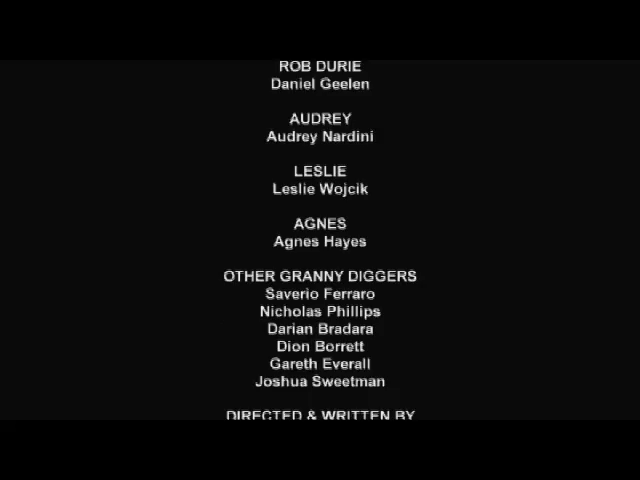 ROB DURIE
Daniel Geelen
AUDREY
Audrey Nardini
LESLIE
Leslie Wojcik
AGNES
Agnes Hayes
OTHER GRANNY DIGGERS
Saverio Ferraro
Nicholas Phillips
Darian Bradara
Dion Borrett
Gareth Everall
Joshua Sweetman
DIRECTED & WRITTEN BY